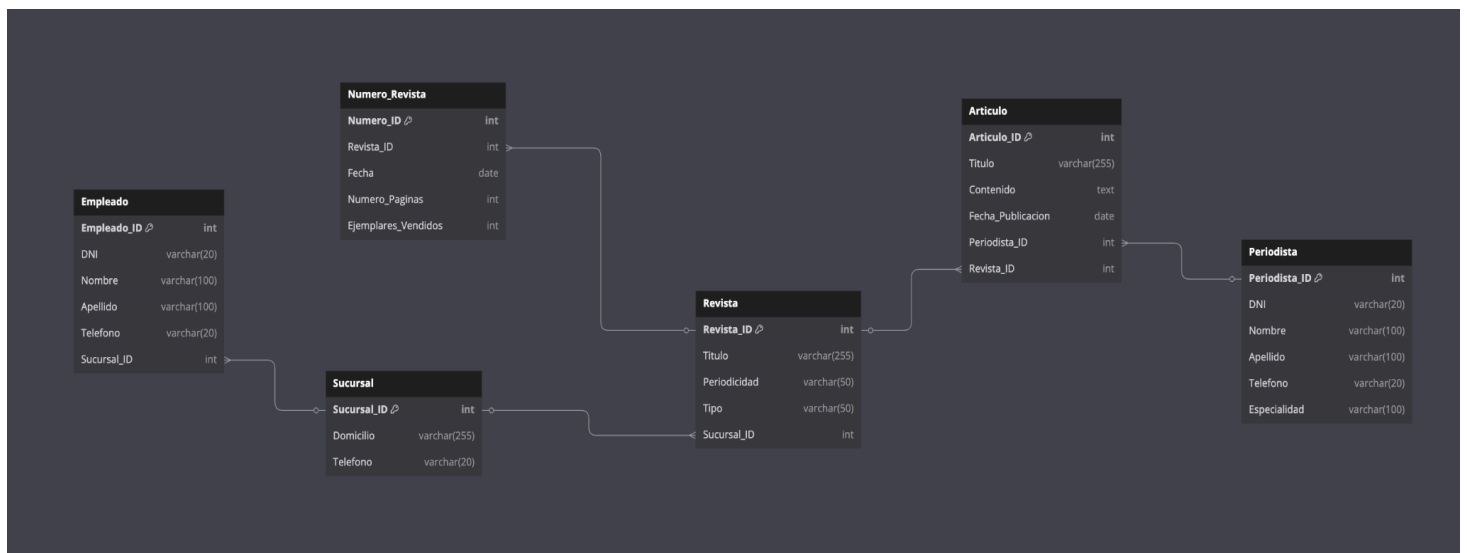 Numero_Revista
Numero_ID int
Revista_ID int
Fecha date
Numero_Paginas int
Ejemplares_Vendidos int
Empleado
Empleado_ID int
DNI varchar(20)
Nombre varchar(100)
Apellido varchar(100)
Telefono varchar(20)
Sucursal_ID int
Sucursal
Sucursal_ID int
Domicilio varchar(255)
Telefono varchar(20)
Revista
Revista_ID int
Titulo varchar(255)
Periodicidad varchar(50)
Tipo varchar(50)
Sucursal_ID int
Articulo
Articulo_ID int
Titulo varchar(255)
Contenido text
Fecha_Publicacion date
Periodista_ID int
Revista_ID int
Periodista
Periodista_ID int
DNI varchar(20)
Nombre varchar(100)
Apellido varchar(100)
Telefono varchar(20)
Especialidad varchar(100)